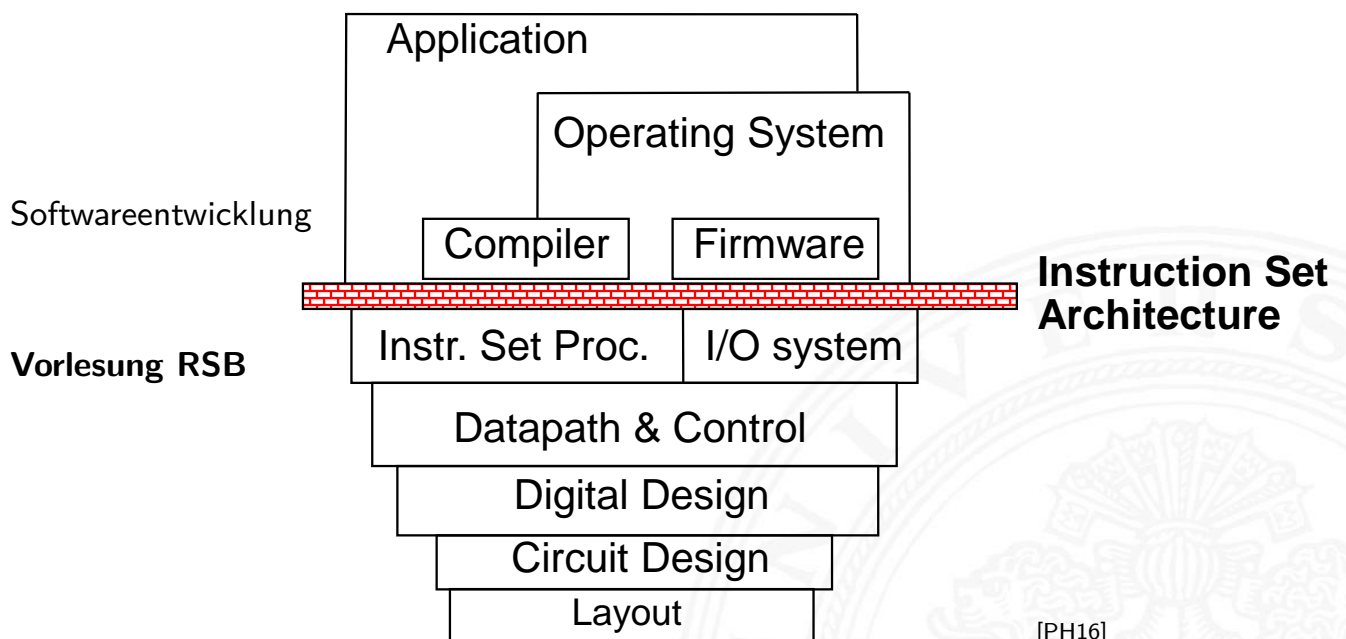 Application
Operating System
Softwareentwicklung
Compiler
Firmware
Instruction Set
Architecture
Vorlesung RSB
Instr. Set Proc.
I/O system
Datapath & Control
Digital Design
Circuit Design
Layout
[PH16]
N I V E R S